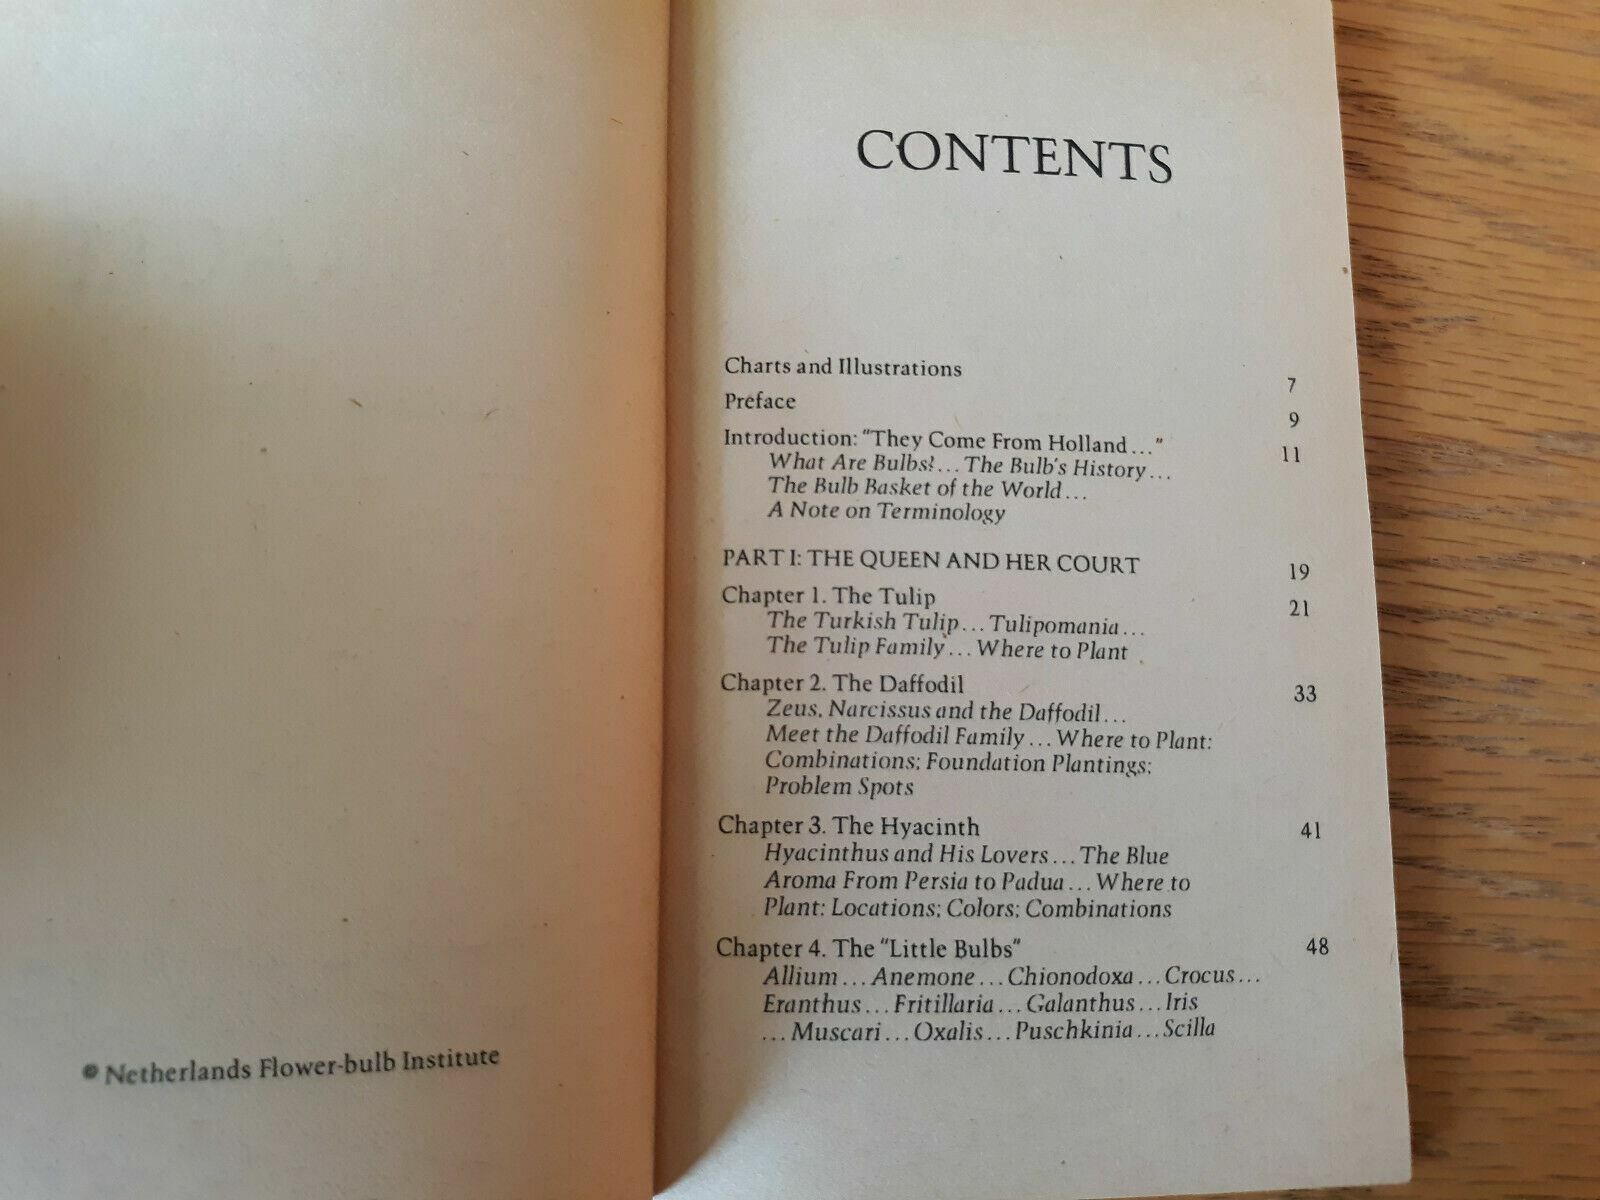 ® Netherlands Flower-bulb Institute
CONTENTS
Charts and Illustrations 7
Preface 9
Introduction: "They Come From Holland..." 11
What Are Bulbs?... The Bulb's History...
The Bulb Basket of the World...
A Note on Terminology
PART I: THE QUEEN AND HER COURT 19
Chapter 1. The Tulip 21
The Turkish Tulip... Tulipomania...
The Tulip Family... Where to Plant
Chapter 2. The Daffodil 33
Zeus, Narcissus and the Daffodil...
Meet the Daffodil Family... Where to Plant:
Combinations; Foundation Plantings;
Problem Spots
Chapter 3. The Hyacinth 41
Hyacinthus and His Lovers... The Blue
Aroma From Persia to Padua... Where to
Plant: Locations; Colors; Combinations
Chapter 4. The "Little Bulbs" 48
Allium... Anemone... Chionodoxa... Crocus...
Eranthus... Fritillaria... Galanthus... Iris
... Muscari... Oxalis... Puschkinia... Scilla